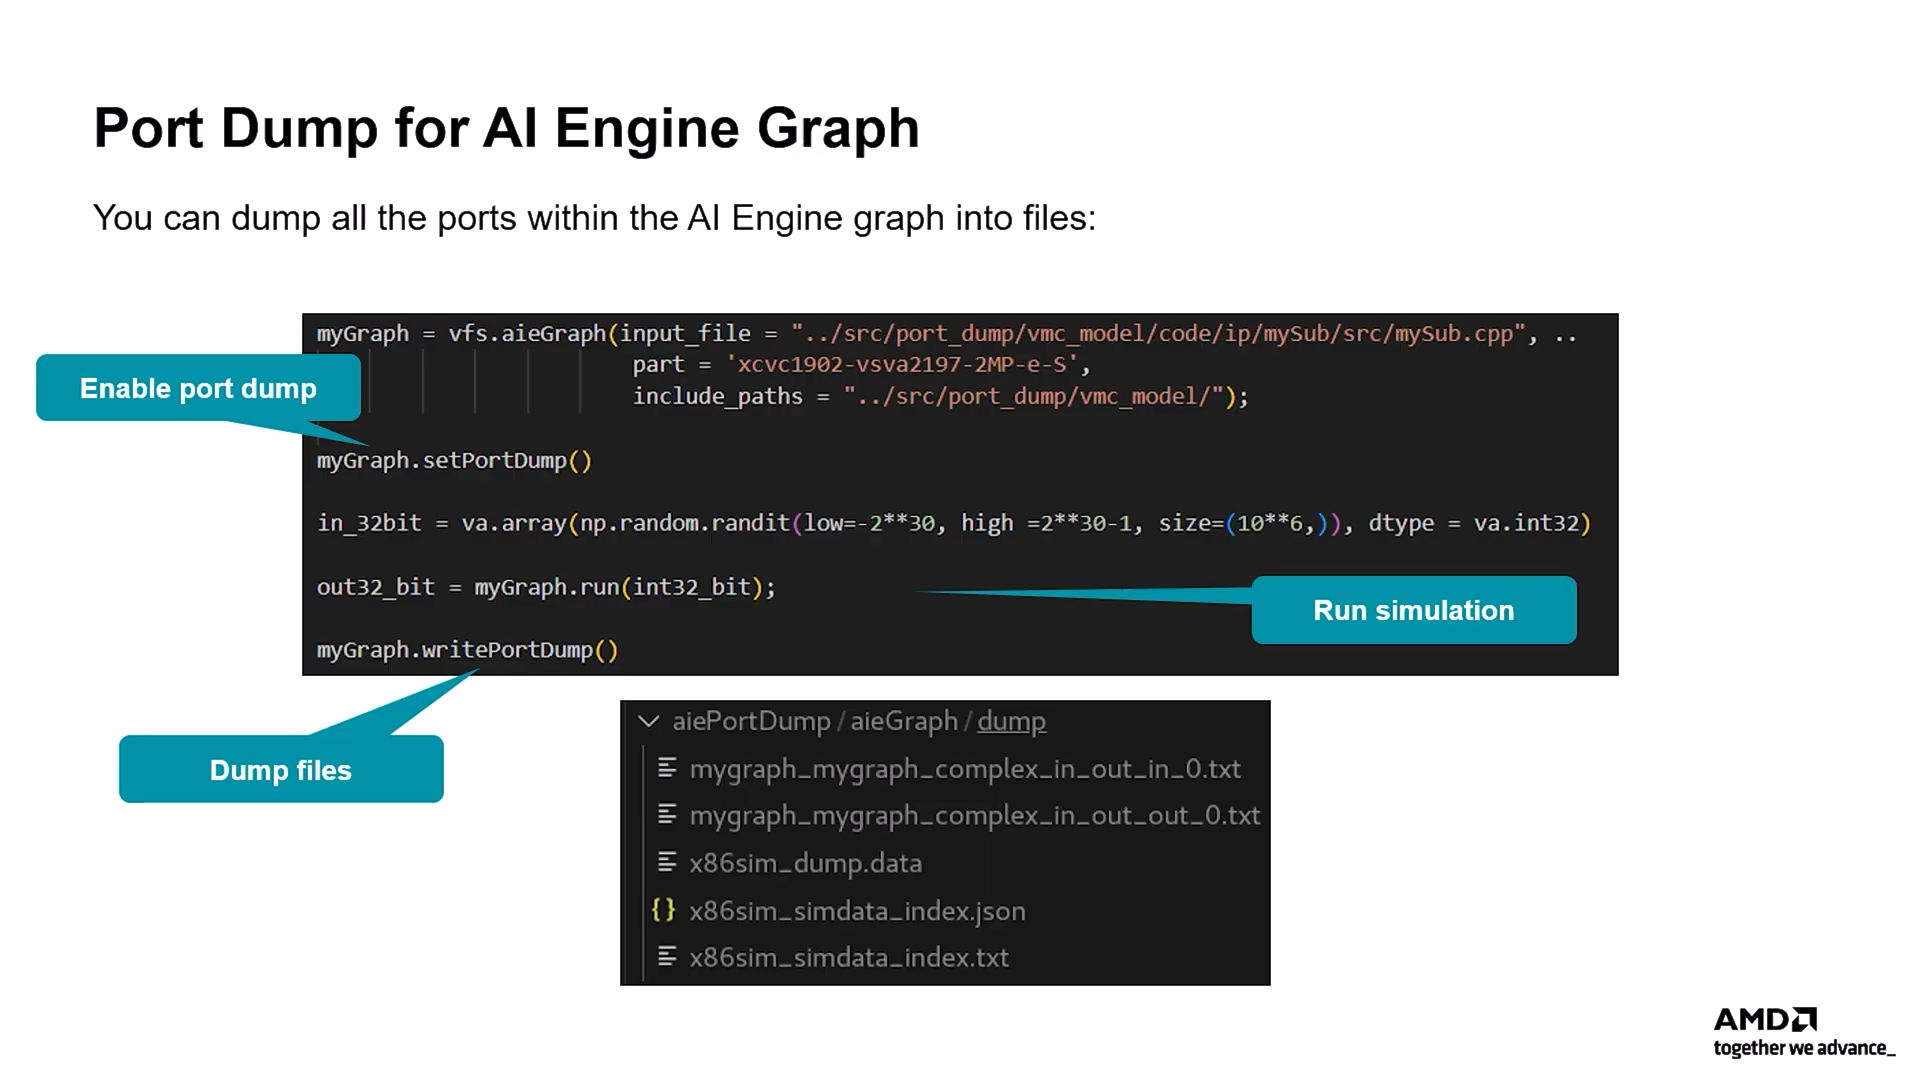 Port Dump for AI Engine Graph
You can dump all the ports within the AI Engine graph into files:
myGraph = vfs.aieGraph(input_file = "../src/port_dump/vmc_model/code/ip/mySub/src/mySub.cpp", ..
part = 'xcvc1902-vsva2197-2MP-e-S',
include_paths = "../src/port_dump/vmc_model/");
Enable port dump
myGraph.setPortDump()
in_32bit = va.array(np.random.randit(low=-2**30, high =2**30-1, size=(10**6,)), dtype = va.int32)
out32_bit = myGraph.run(int32_bit);
Run simulation
myGraph.writePortDump()
Dump files
aiePortDump / aieGraph / dump
mygraph_mygraph_complex_in_out_in_0.txt
mygraph_mygraph_complex_in_out_out_0.txt
x86sim_dump.data
{} x86sim_simdata_index.json
x86sim_simdata_index.txt
AMD
together we advance_